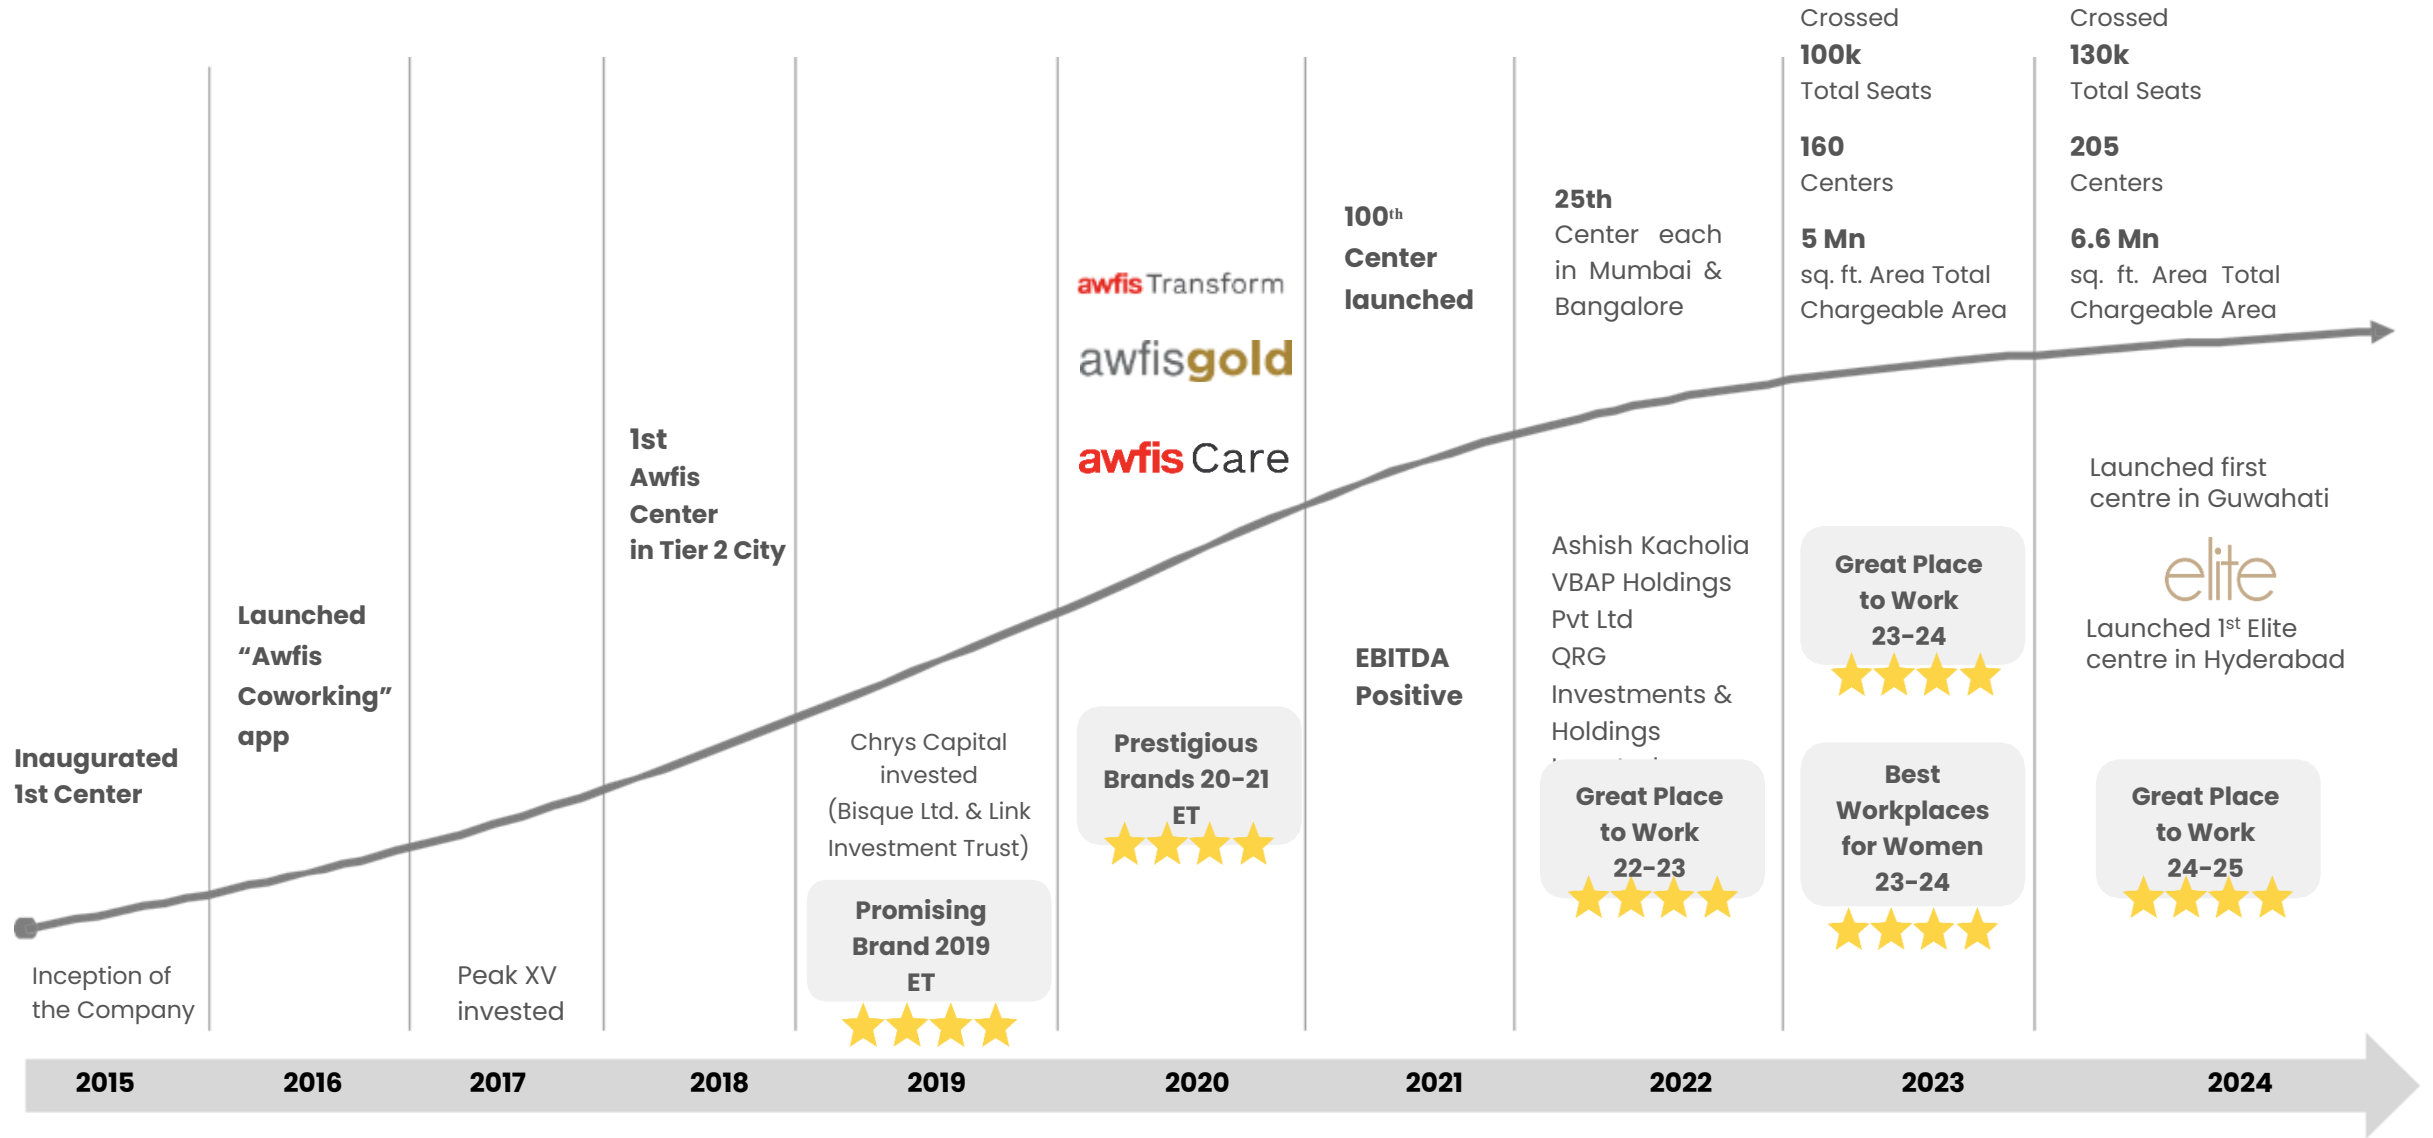 Inaugurated
1st Center
Inception of
the Company
Launched
“Awfis
Coworking”
app
Peak XV
invested
1st
Awfis
Center
in Tier 2 City
Chrys Capital
invested
(Bisque Ltd. & Link
Investment Trust)
Promising
Brand 2019
ET
awfis Transform
awfisgold
awfis Care
Prestigious
Brands 20-21
ET
100th
Center
launched
EBITDA
Positive
25th
Center each
in Mumbai &
Bangalore
Ashish Kacholia
VBAP Holdings
Pvt Ltd
QRG
Investments &
Holdings
Great Place
to Work
22-23
Crossed
100k
Total Seats
160
Centers
5 Mn
sq. ft. Area Total
Chargeable Area
Great Place
to Work
23-24
Best
Workplaces
for Women
23-24
Crossed
130k
Total Seats
205
Centers
6.6 Mn
sq. ft. Area Total
Chargeable Area
Launched first
centre in Guwahati
elite
Launched 1st Elite
centre in Hyderabad
Great Place
to Work
24-25
2015 2016 2017 2018 2019 2020 2021 2022 2023 2024